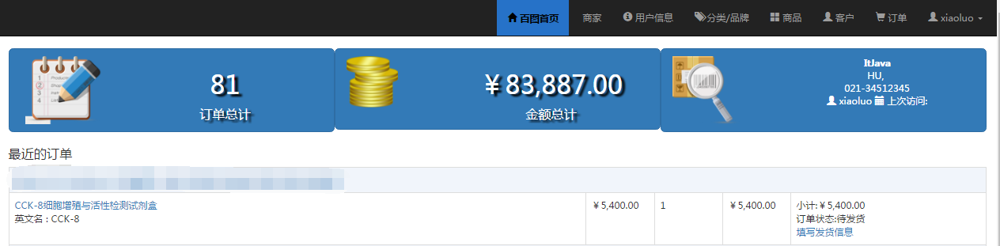 百图首页 商家 用户信息 分类/品牌 商品 客户 订单 xiaoluo
81
订单总计
¥ 83,887.00
金额总计
ItJava
HU,
021-34512345
xiaoluo 上次访问:
最近的订单
CCK-8细胞增殖与活性检测试剂盒
英文名 : CCK-8
¥ 5,400.00
1
¥ 5,400.00
小计: ¥ 5,400.00
订单状态:待发货
填写发货信息